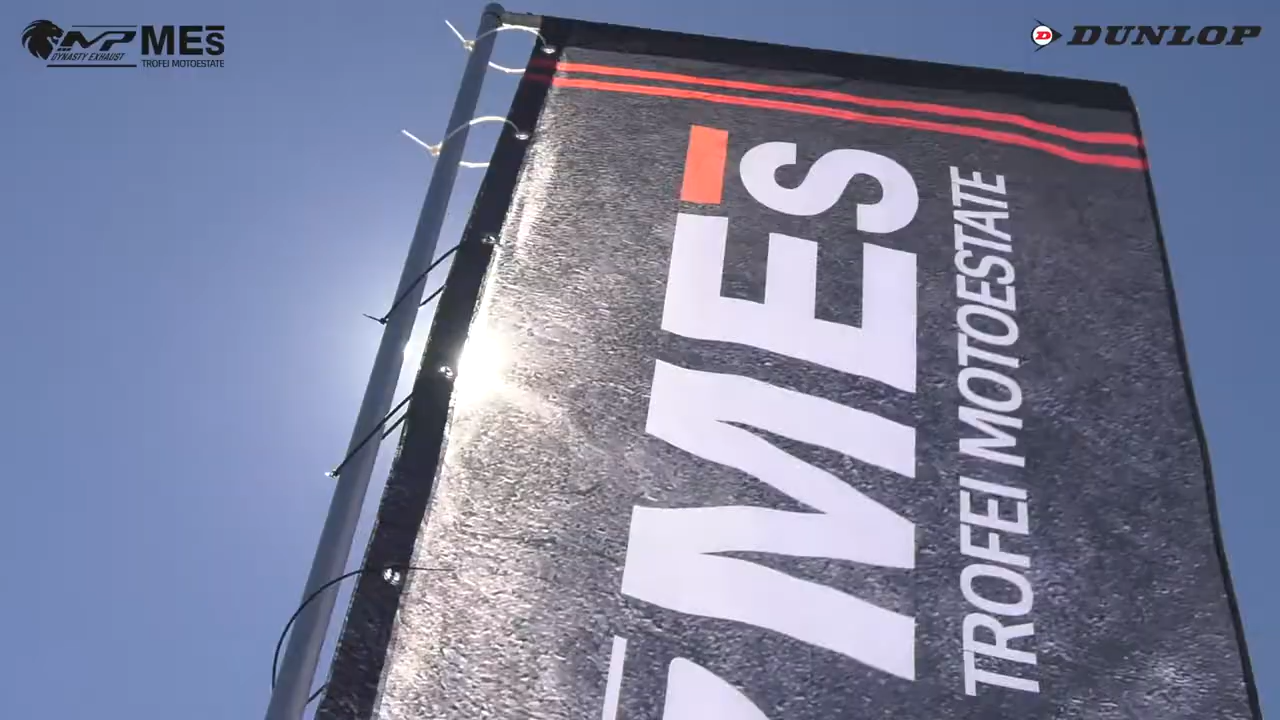 MP MES
DYNASTY EXHAUST
TROFEI MOTOESTATE
D DUNLOP
MES
TROFEI MOTOESTATE